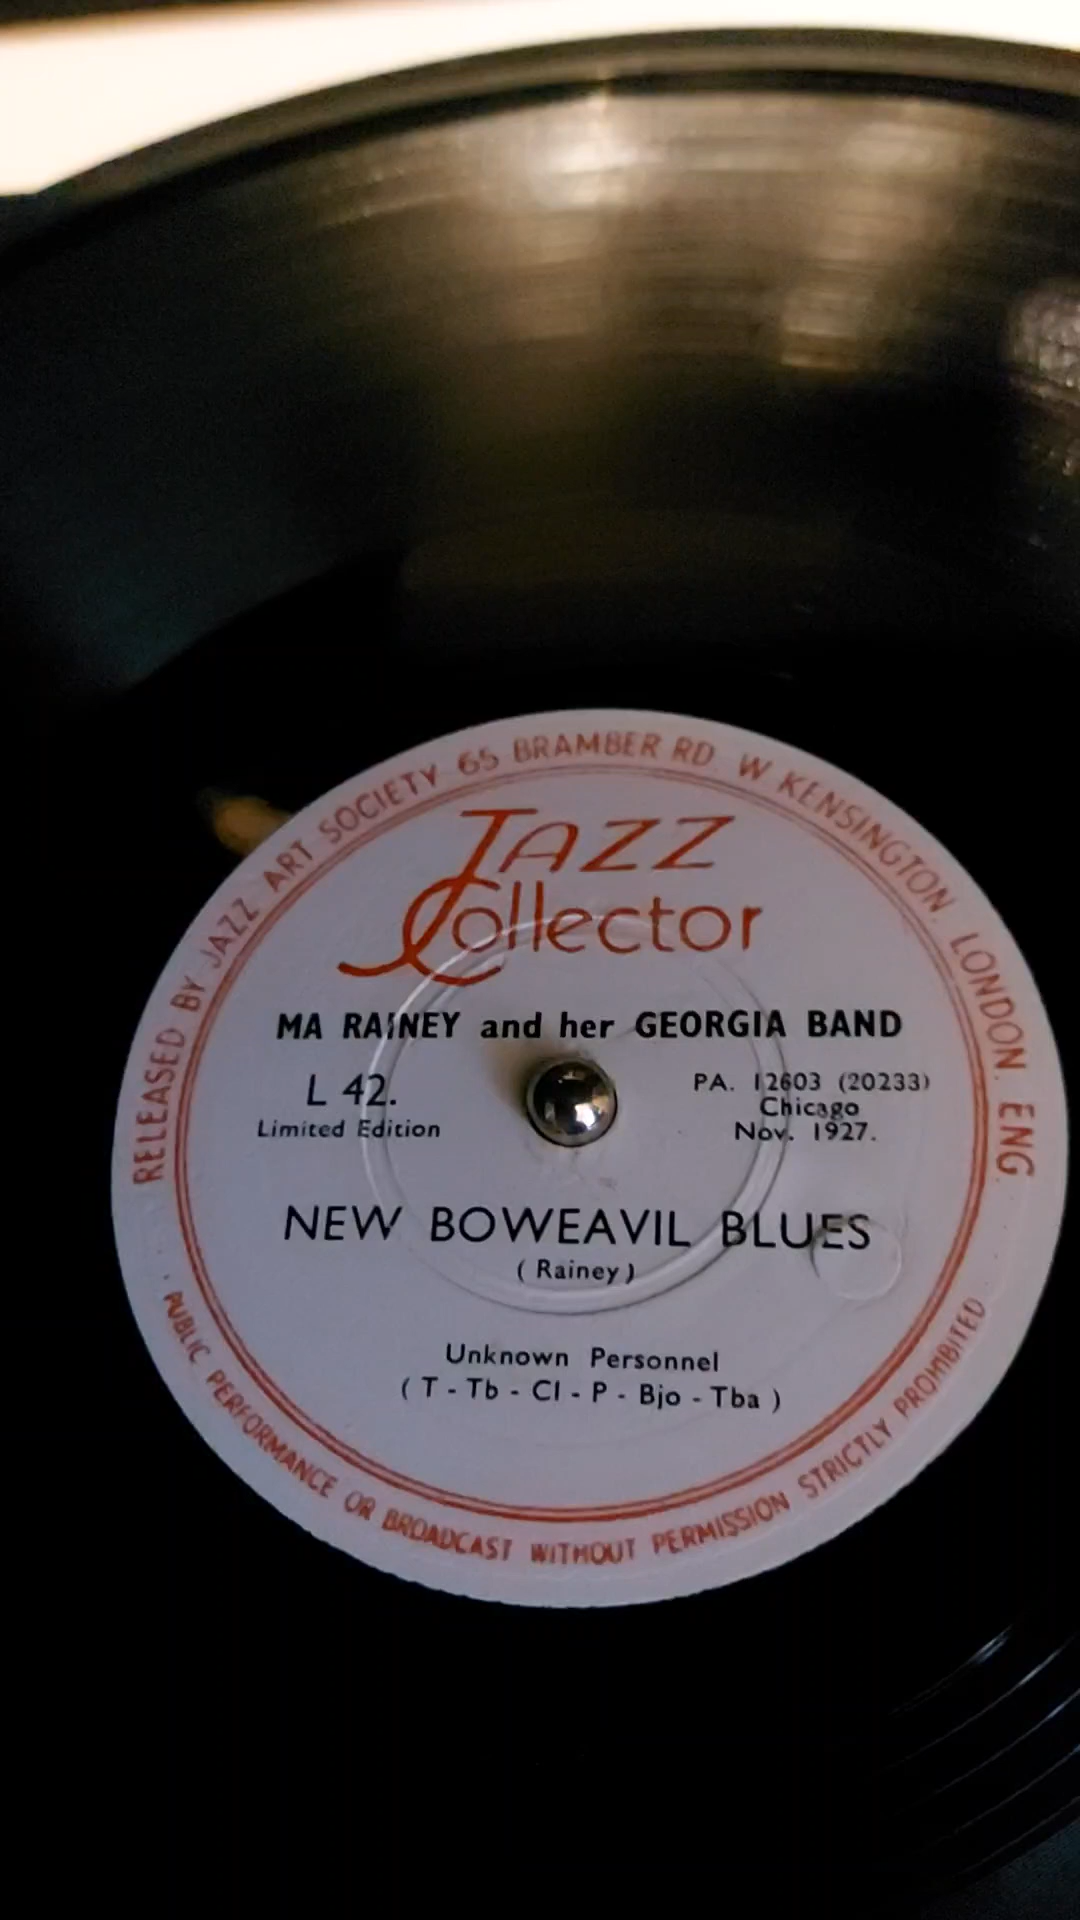 RELEASED BY JAZZ ART SOCIETY 65 BRAMBER RD. W KENSINGTON. LONDON. ENG.
JAZZ
Collector
MA RAINEY and her GEORGIA BAND
L 42.
Limited Edition
PA. 12603 (20233)
Chicago
Nov. 1927.
NEW BOWEAVIL BLUES
( Rainey )
Unknown Personnel
( T - Tb - Cl - P - Bjo - Tba )
PUBLIC PERFORMANCE OR BROADCAST WITHOUT PERMISSION STRICTLY PROHIBITED